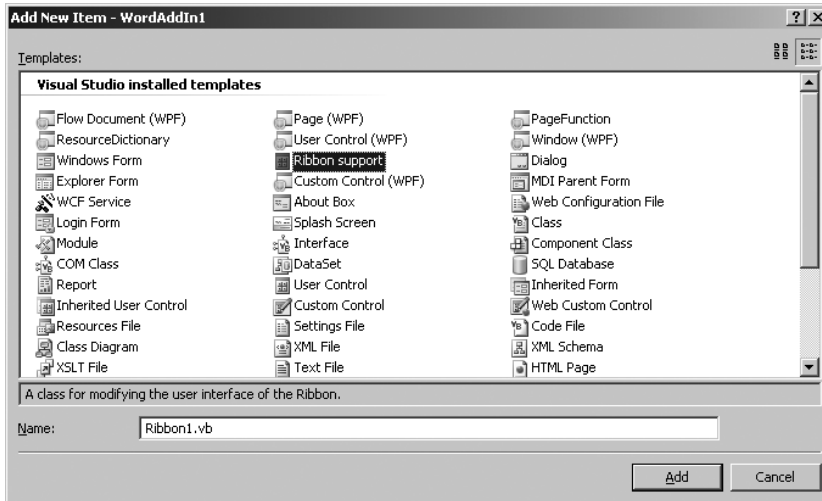 Add New Item - WordAddIn1
Templates:
Visual Studio installed templates
Flow Document (WPF) Page (WPF) PageFunction
ResourceDictionary User Control (WPF) Window (WPF)
Windows Form Ribbon support Dialog
Explorer Form Custom Control (WPF) MDI Parent Form
WCF Service About Box Web Configuration File
Login Form Splash Screen Class
Module Interface Component Class
COM Class DataSet SQL Database
Report User Control Inherited Form
Inherited User Control Custom Control Web Custom Control
Resources File Settings File Code File
Class Diagram XML File XML Schema
XSLT File Text File HTML Page
A class for modifying the user interface of the Ribbon.
Name: Ribbon1.vb
Add Cancel